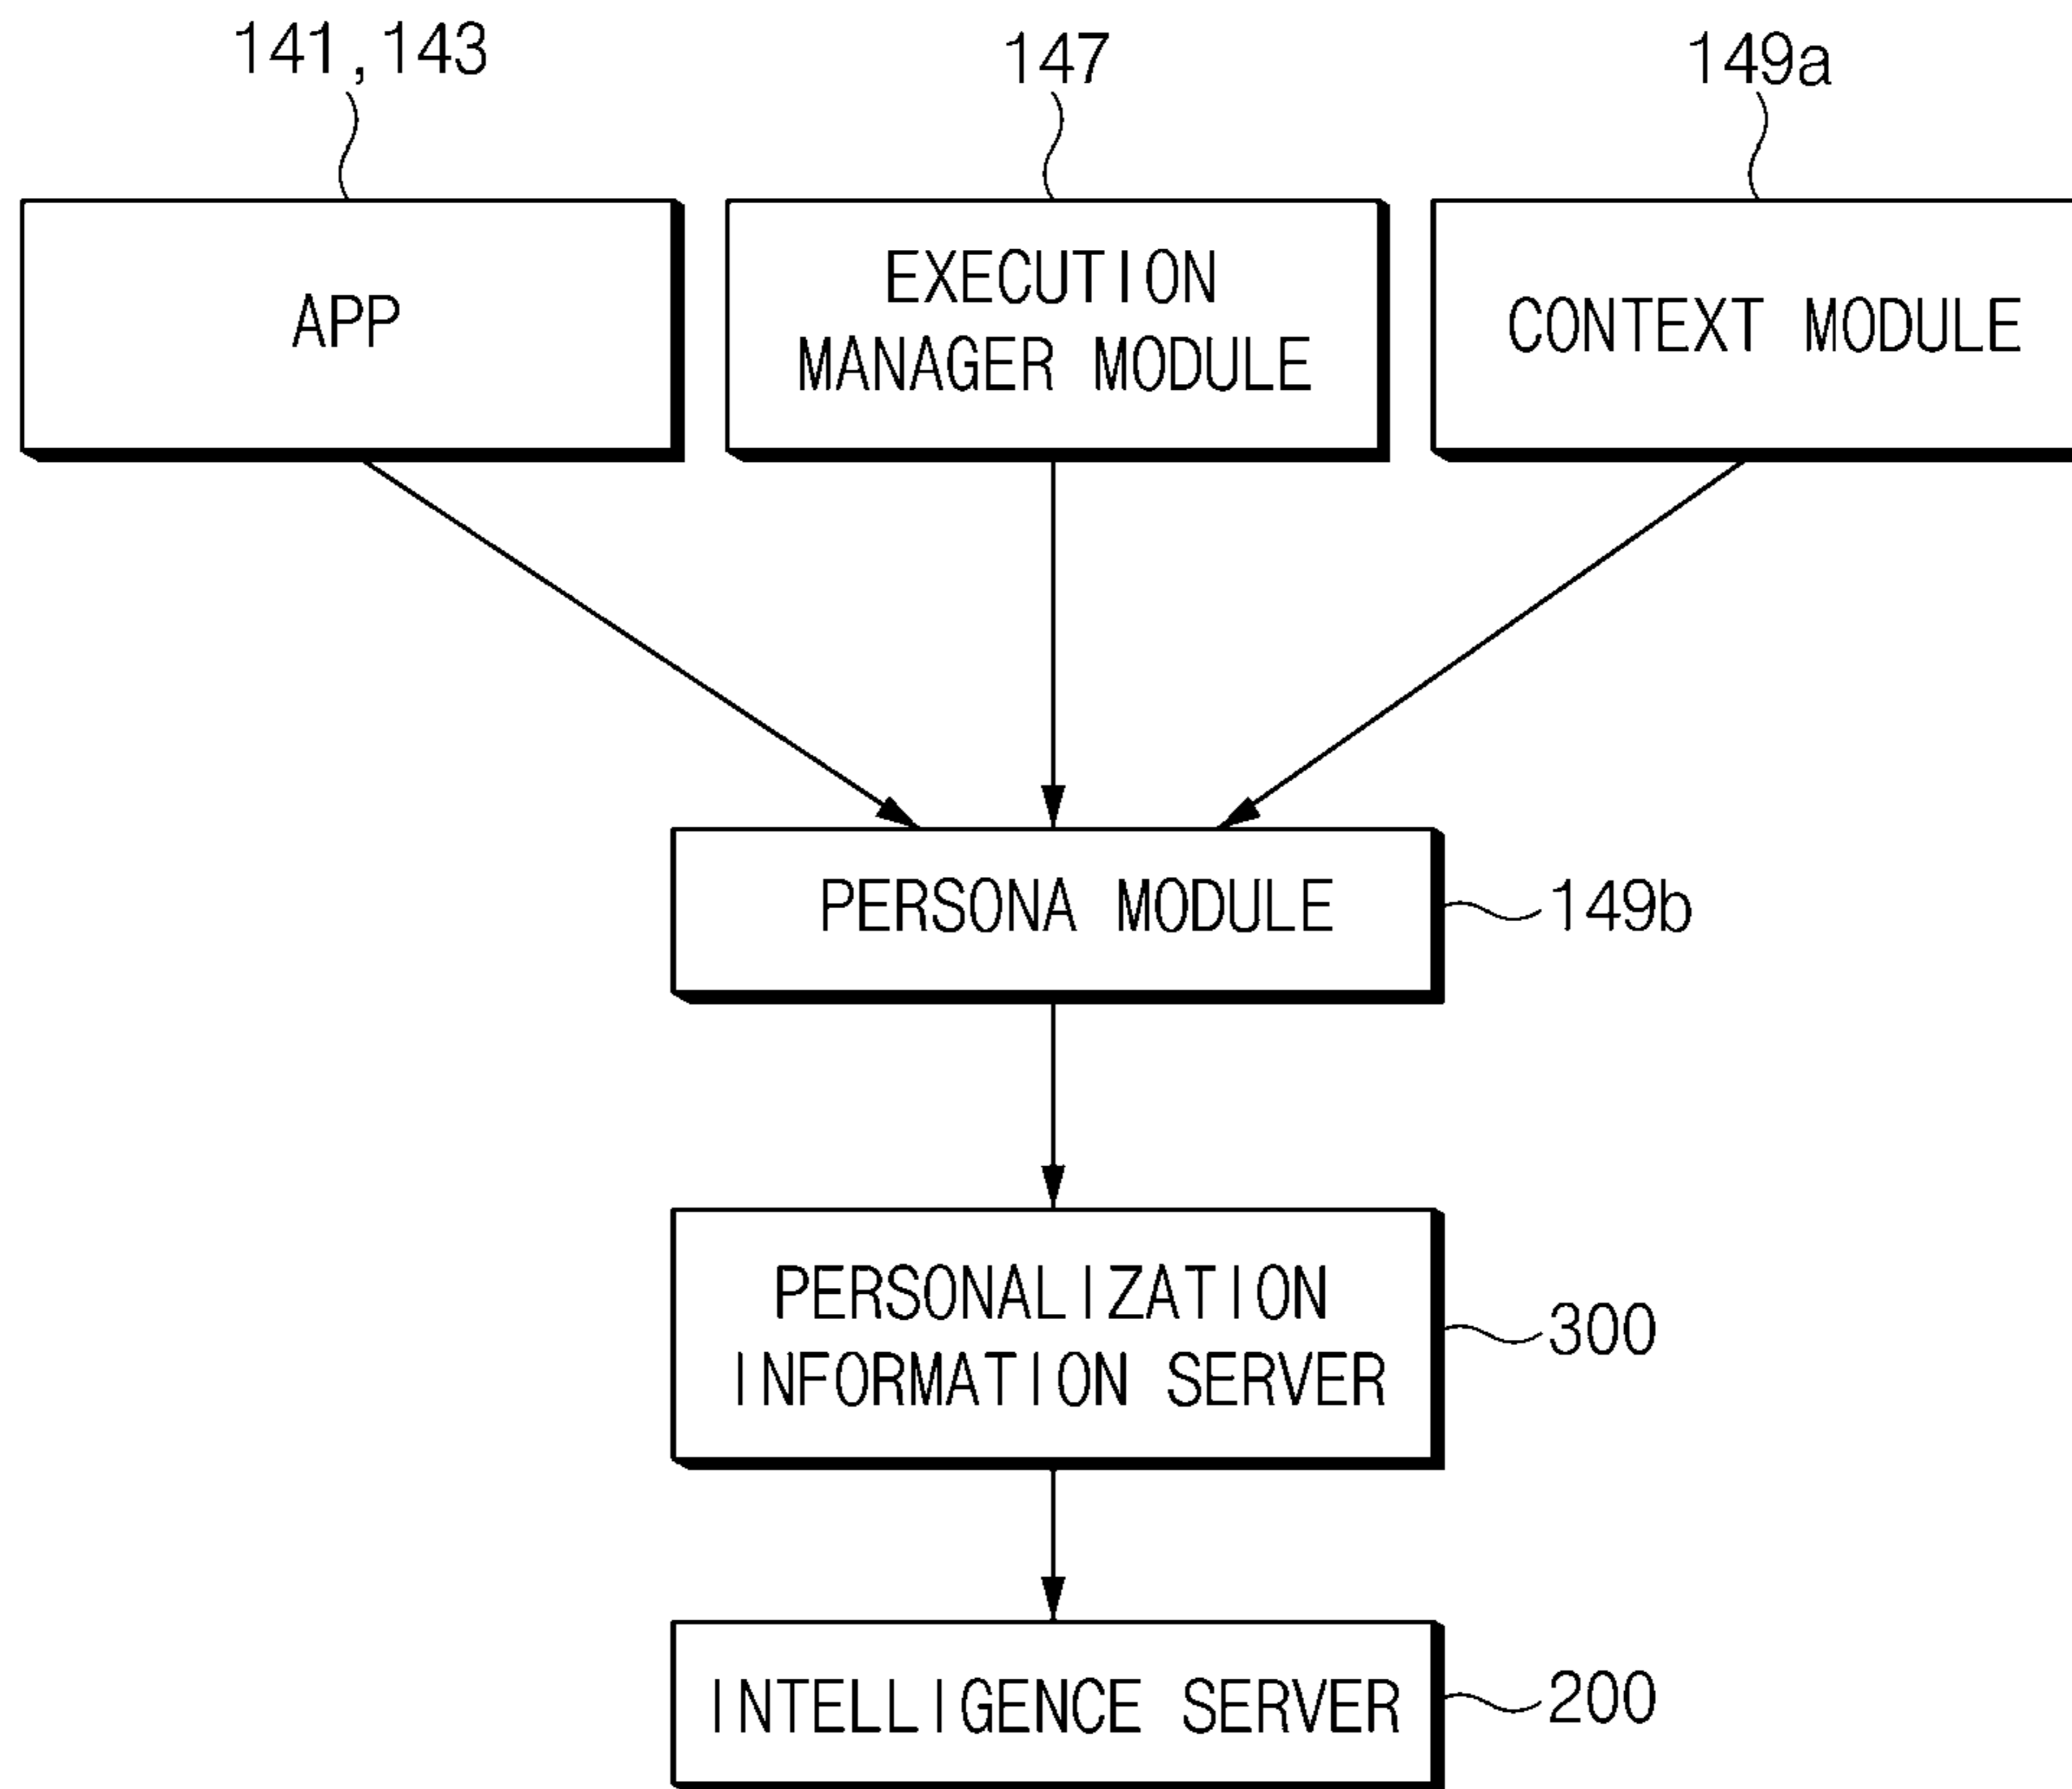 141, 143
147
149a
APP
EXECUTION
MANAGER MODULE
CONTEXT MODULE
PERSONA MODULE
149b
PERSONALIZATION
INFORMATION SERVER
300
INTELLIGENCE SERVER
200